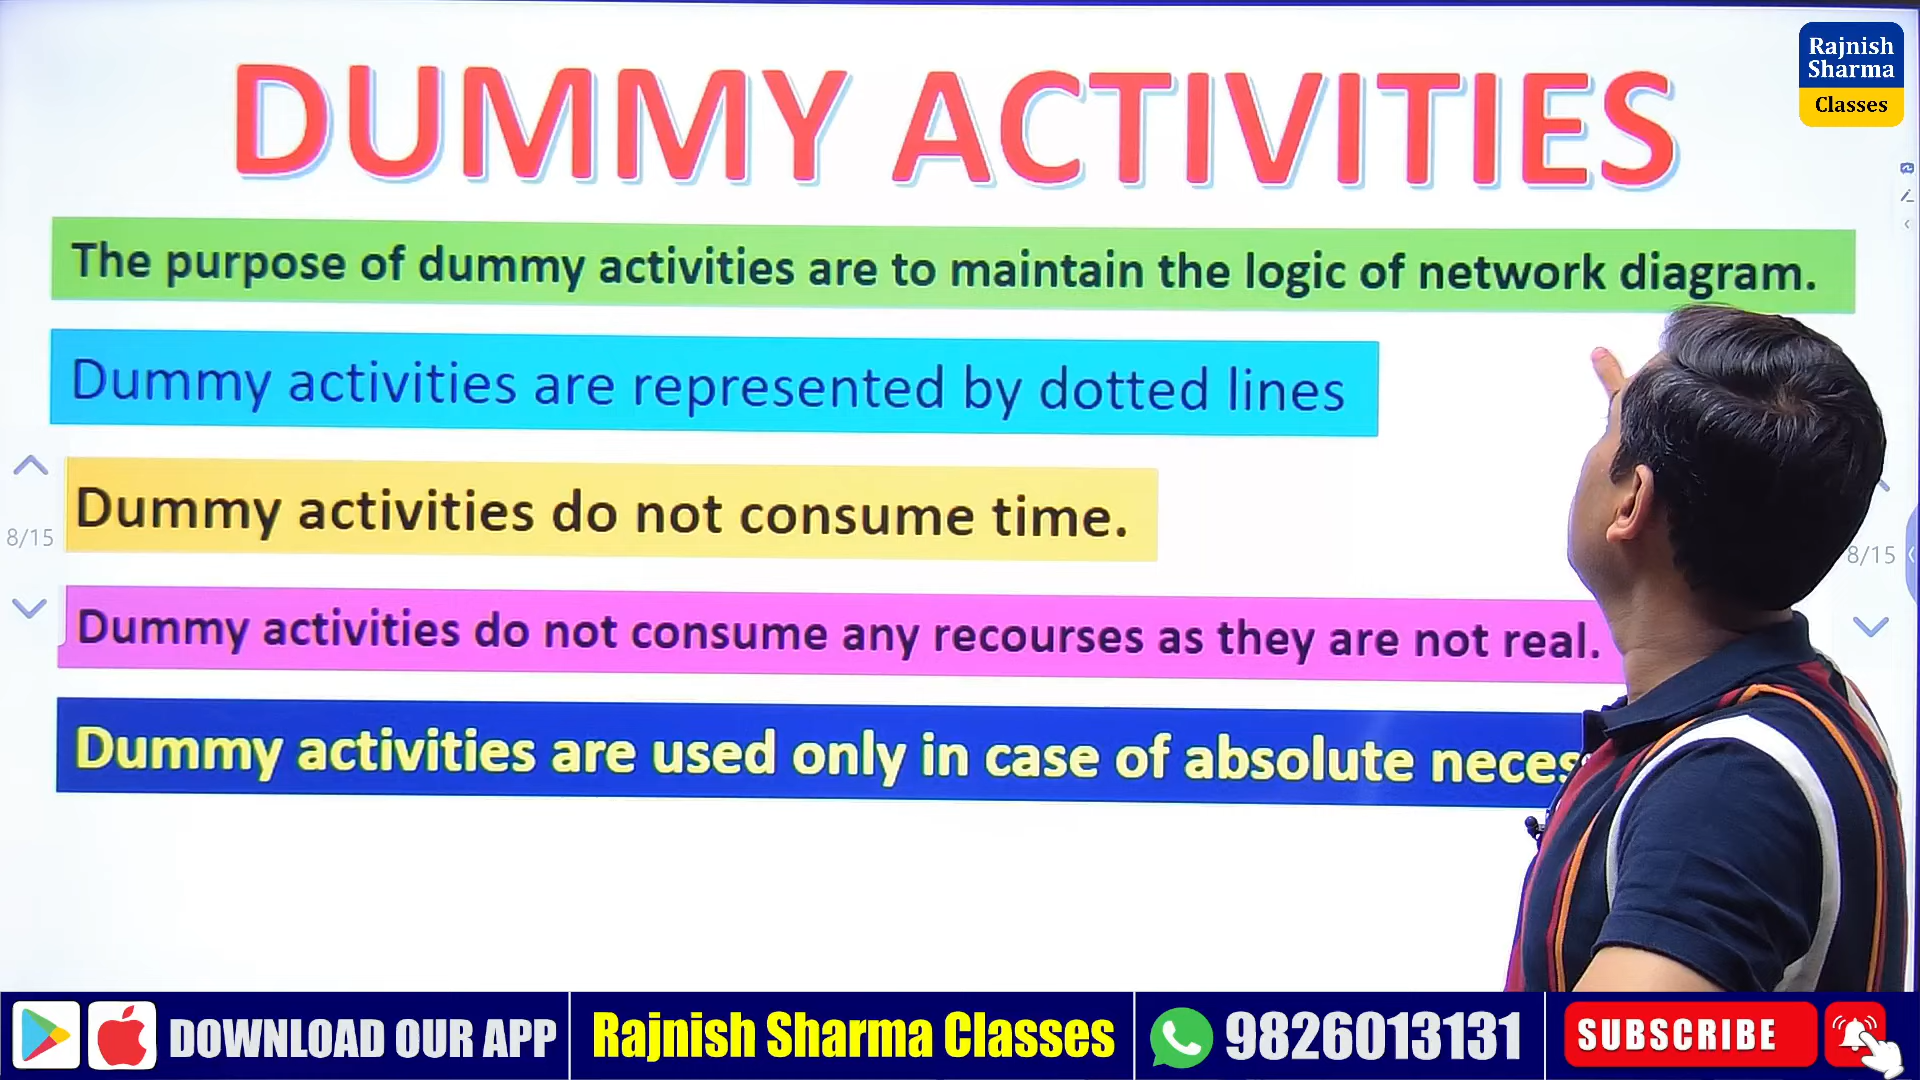 DUMMY ACTIVITIES
Rajnish
Sharma
Classes
The purpose of dummy activities are to maintain the logic of network diagram.
Dummy activities are represented by dotted lines
Dummy activities do not consume time.
8/15
8/15
Dummy activities do not consume any recourses as they are not real.
Dummy activities are used only in case of absolute
DOWNLOAD OUR APP
Rajnish Sharma Classes
9826013131
SUBSCRIBE